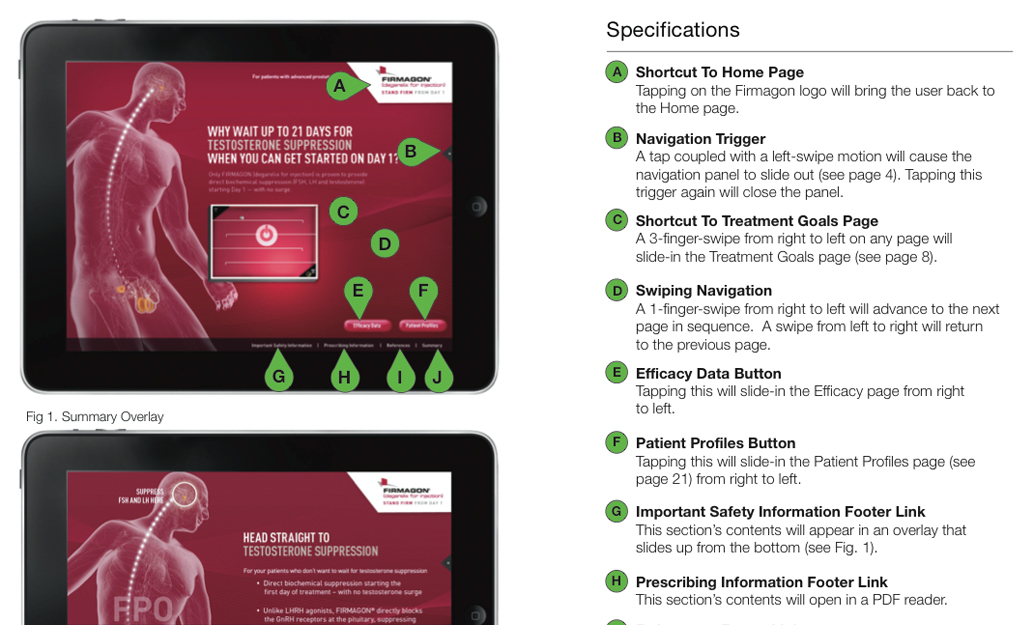 For patients with advanced prostat
FIRMAGON®
(degarelix for injection)
STAND FIRM FROM DAY 1
A
WHY WAIT UP TO 21 DAYS FOR
TESTOSTERONE SUPPRESSION
WHEN YOU CAN GET STARTED ON DAY 1?
B
Only FIRMAGON (degarelix for injection) is proven to provide
direct biochemical suppression (FSH, LH and testosterone)
starting Day 1 — with no surge
C
D
E
F
Efficacy Data
Patient Profiles
Important Safety Information | Prescribing Information | References | Summary
G
H
I
J
Fig 1. Summary Overlay
SUPPRESS
FSH AND LH HERE
FIRMAGON®
(degarelix for injection)
STAND FIRM FROM DAY 1
HEAD STRAIGHT TO
TESTOSTERONE SUPPRESSION
For your patients who don't want to wait for testosterone suppression
• Direct biochemical suppression starting the
first day of treatment – with no testosterone surge
• Unlike LHRH agonists, FIRMAGON® directly blocks
the GnRH receptors at the pituitary, suppressing
FPO
Specifications
A Shortcut To Home Page
Tapping on the Firmagon logo will bring the user back to
the Home page.
B Navigation Trigger
A tap coupled with a left-swipe motion will cause the
navigation panel to slide out (see page 4). Tapping this
trigger again will close the panel.
C Shortcut To Treatment Goals Page
A 3-finger-swipe from right to left on any page will
slide-in the Treatment Goals page (see page 8).
D Swiping Navigation
A 1-finger-swipe from right to left will advance to the next
page in sequence. A swipe from left to right will return
to the previous page.
E Efficacy Data Button
Tapping this will slide-in the Efficacy page from right
to left.
F Patient Profiles Button
Tapping this will slide-in the Patient Profiles page (see
page 21) from right to left.
G Important Safety Information Footer Link
This section's contents will appear in an overlay that
slides up from the bottom (see Fig. 1).
H Prescribing Information Footer Link
This section's contents will open in a PDF reader.